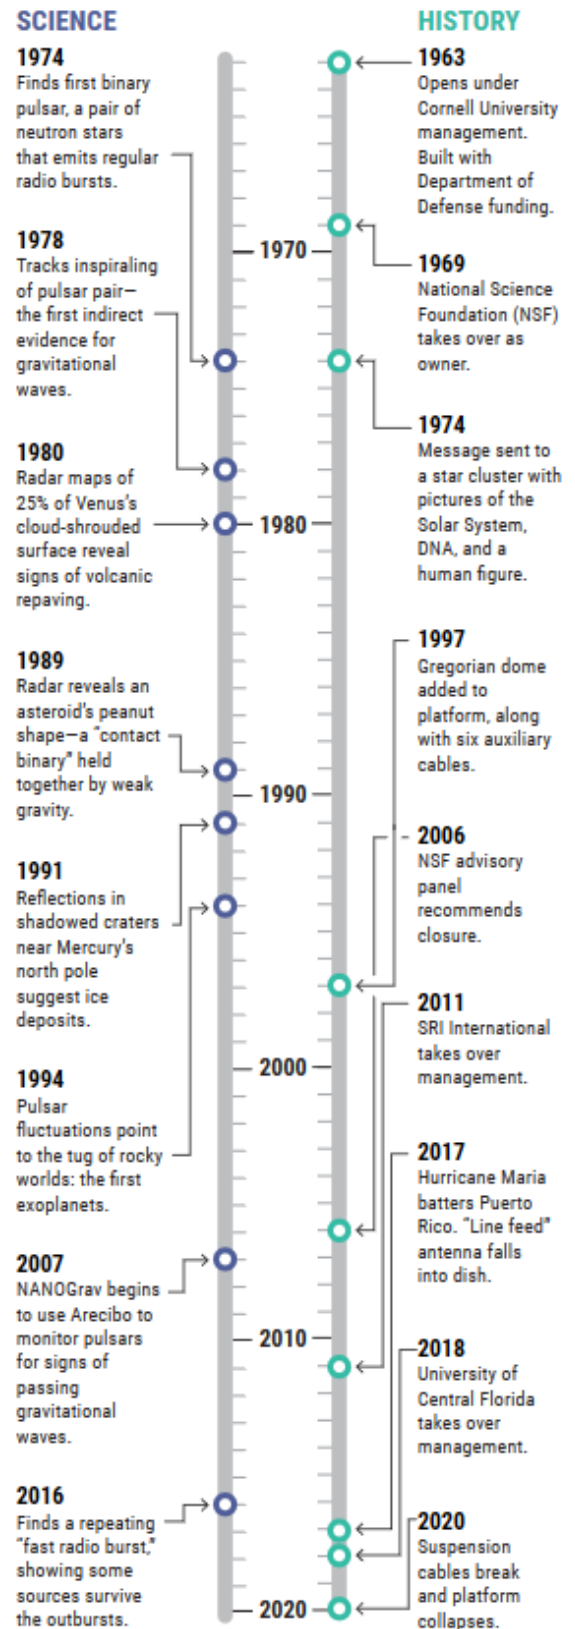 SCIENCE
1974
Finds first binary
pulsar, a pair of
neutron stars
that emits regular
radio bursts.
1978
Tracks inspiraling
of pulsar pair—
the first indirect
evidence for
gravitational
waves.
1980
Radar maps of
25% of Venus's
cloud-shrouded
surface reveal
signs of volcanic
repaving.
1989
Radar reveals an
asteroid's peanut
shape—a "contact
binary" held
together by weak
gravity.
1991
Reflections in
shadowed craters
near Mercury's
north pole
suggest ice
deposits.
1994
Pulsar
fluctuations point
to the tug of rocky
worlds: the first
exoplanets.
2007
NANOGrav begins
to use Arecibo to
monitor pulsars
for signs of
passing
gravitational
waves.
2016
Finds a repeating
"fast radio burst,"
showing some
sources survive
the outbursts.
1970
1980
1990
2000
2010
2020
HISTORY
1963
Opens under
Cornell University
management.
Built with
Department of
Defense funding.
1969
National Science
Foundation (NSF)
takes over as
owner.
1974
Message sent to
a star cluster with
pictures of the
Solar System,
DNA, and a
human figure.
1997
Gregorian dome
added to
platform, along
with six auxiliary
cables.
2006
NSF advisory
panel
recommends
closure.
2011
SRI International
takes over
management.
2017
Hurricane Maria
batters Puerto
Rico. "Line feed"
antenna falls
into dish.
2018
University of
Central Florida
takes over
management.
2020
Suspension
cables break
and platform
collapses.